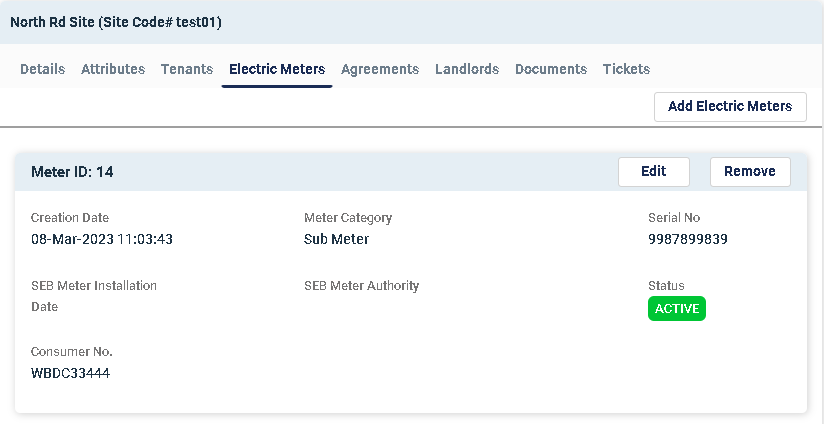 North Rd Site (Site Code# test01)
Details Attributes Tenants Electric Meters Agreements Landlords Documents Tickets
Add Electric Meters
Meter ID: 14 Edit Remove
Creation Date Meter Category Serial No
08-Mar-2023 11:03:43 Sub Meter 9987899839
SEB Meter Installation SEB Meter Authority Status
Date ACTIVE
Consumer No.
WBDC33444